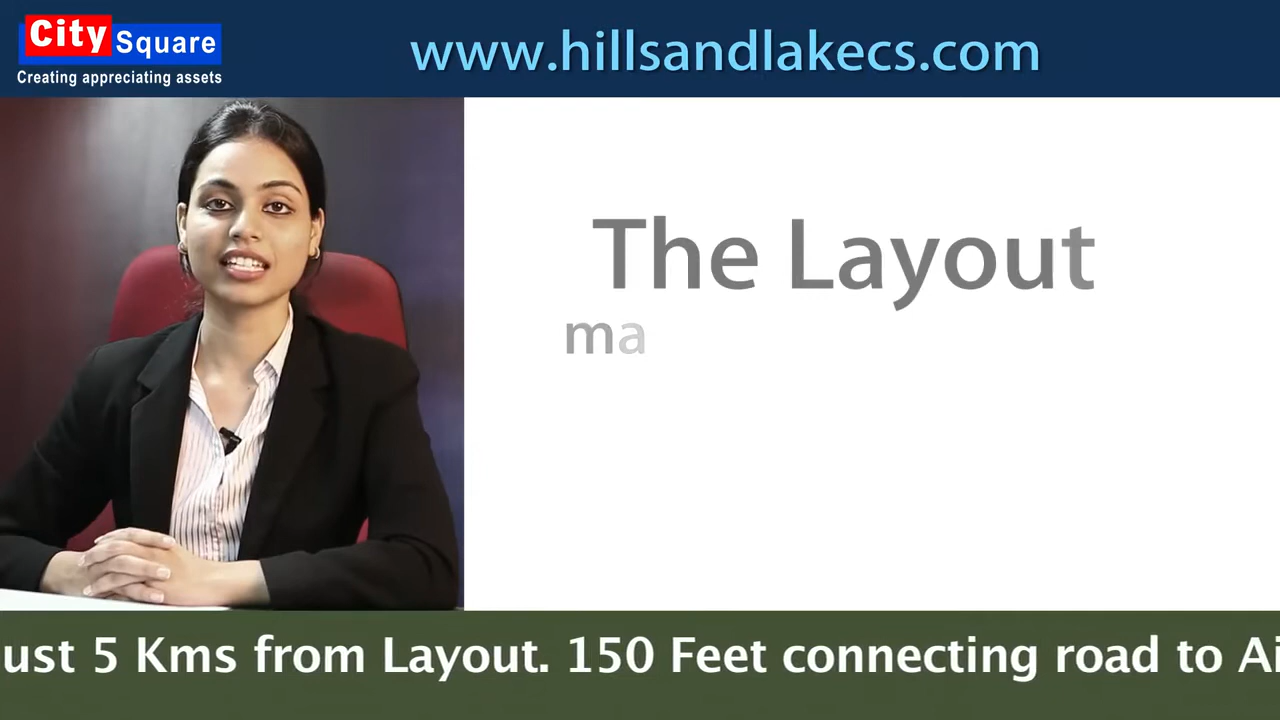 City Square
Creating appreciating assets
www.hillsandlakecs.com
The Layout
ma
ust 5 Kms from Layout. 150 Feet connecting road to Ai